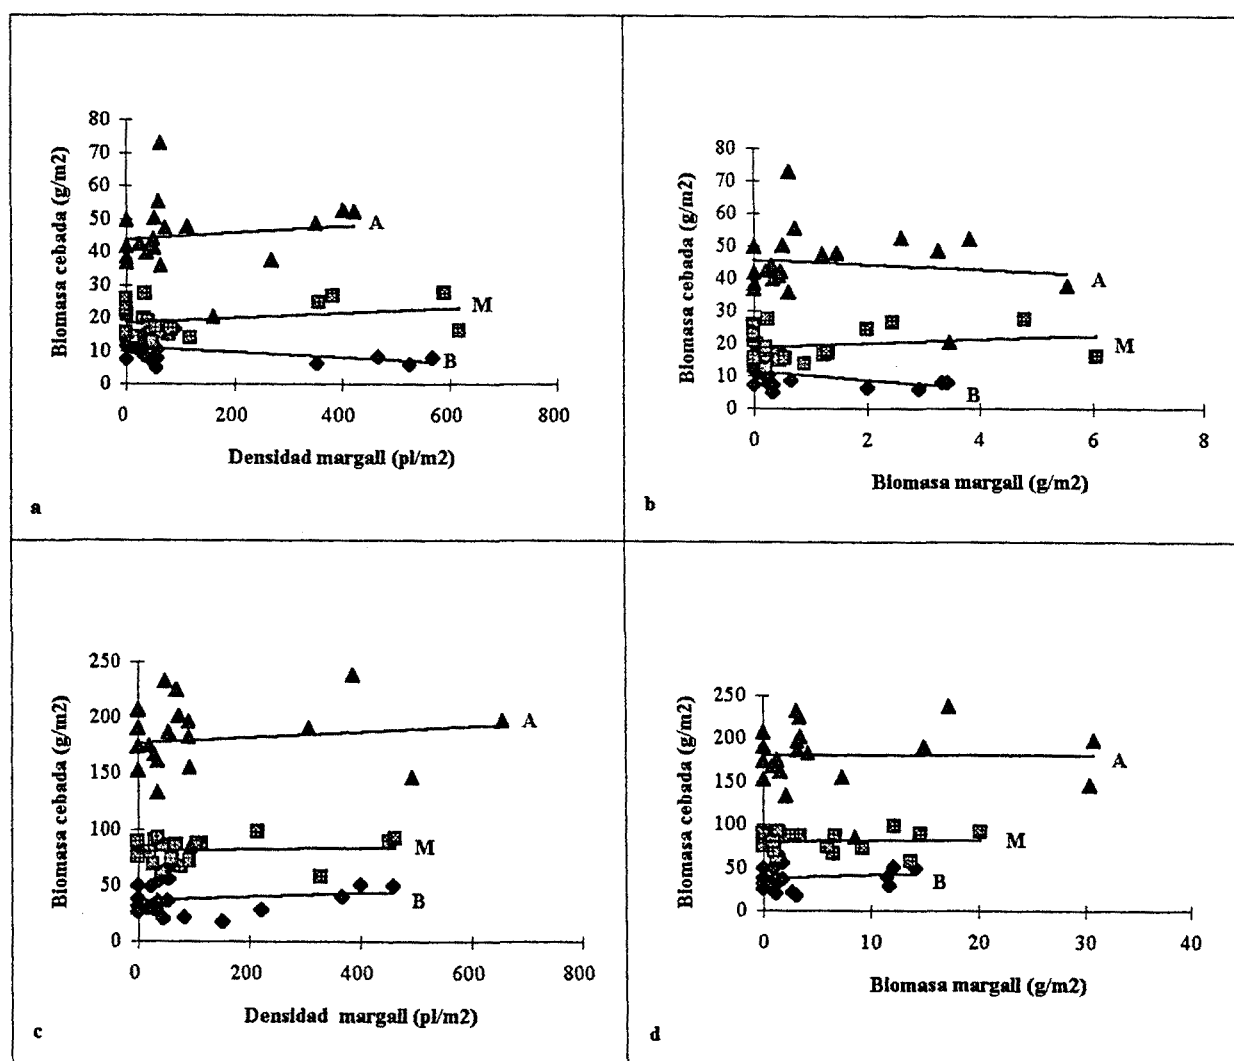 80
70
60
50
40
30
20
10
0
Biomasa cebada (g/m2)
A
M
B
0 200 400 600 800
Densidad margall (pl/m2)
a
80
70
60
50
40
30
20
10
0
Biomasa cebada (g/m2)
A
M
B
0 2 4 6 8
Biomasa margall (g/m2)
b
250
200
150
100
50
0
Biomasa cebada (g/m2)
A
M
B
0 200 400 600 800
Densidad margall (pl/m2)
c
250
200
150
100
50
0
Biomasa cebada (g/m2)
A
M
B
0 10 20 30 40
Biomasa margall (g/m2)
d